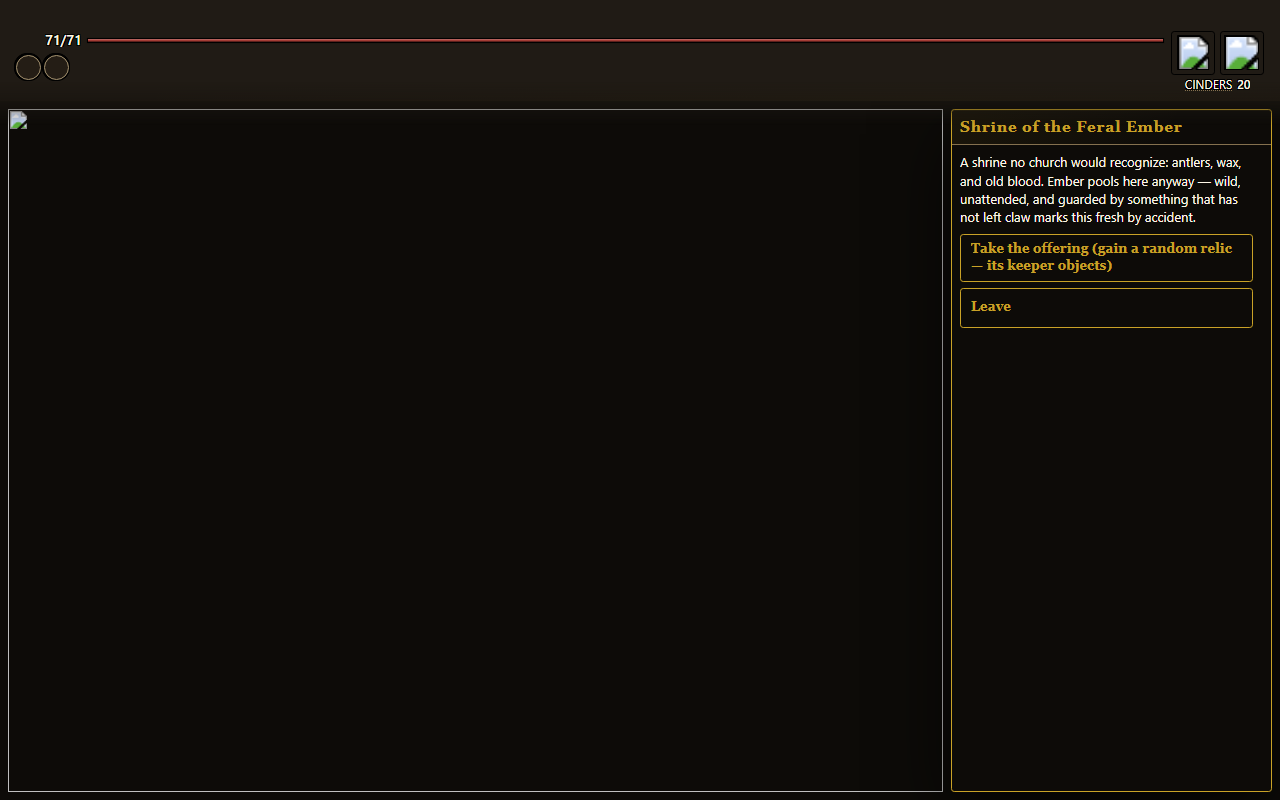 71/71
CINDERS 20
Shrine of the Feral Ember
A shrine no church would recognize: antlers, wax,
and old blood. Ember pools here anyway — wild,
unattended, and guarded by something that has
not left claw marks this fresh by accident.
Take the offering (gain a random relic
— its keeper objects)
Leave